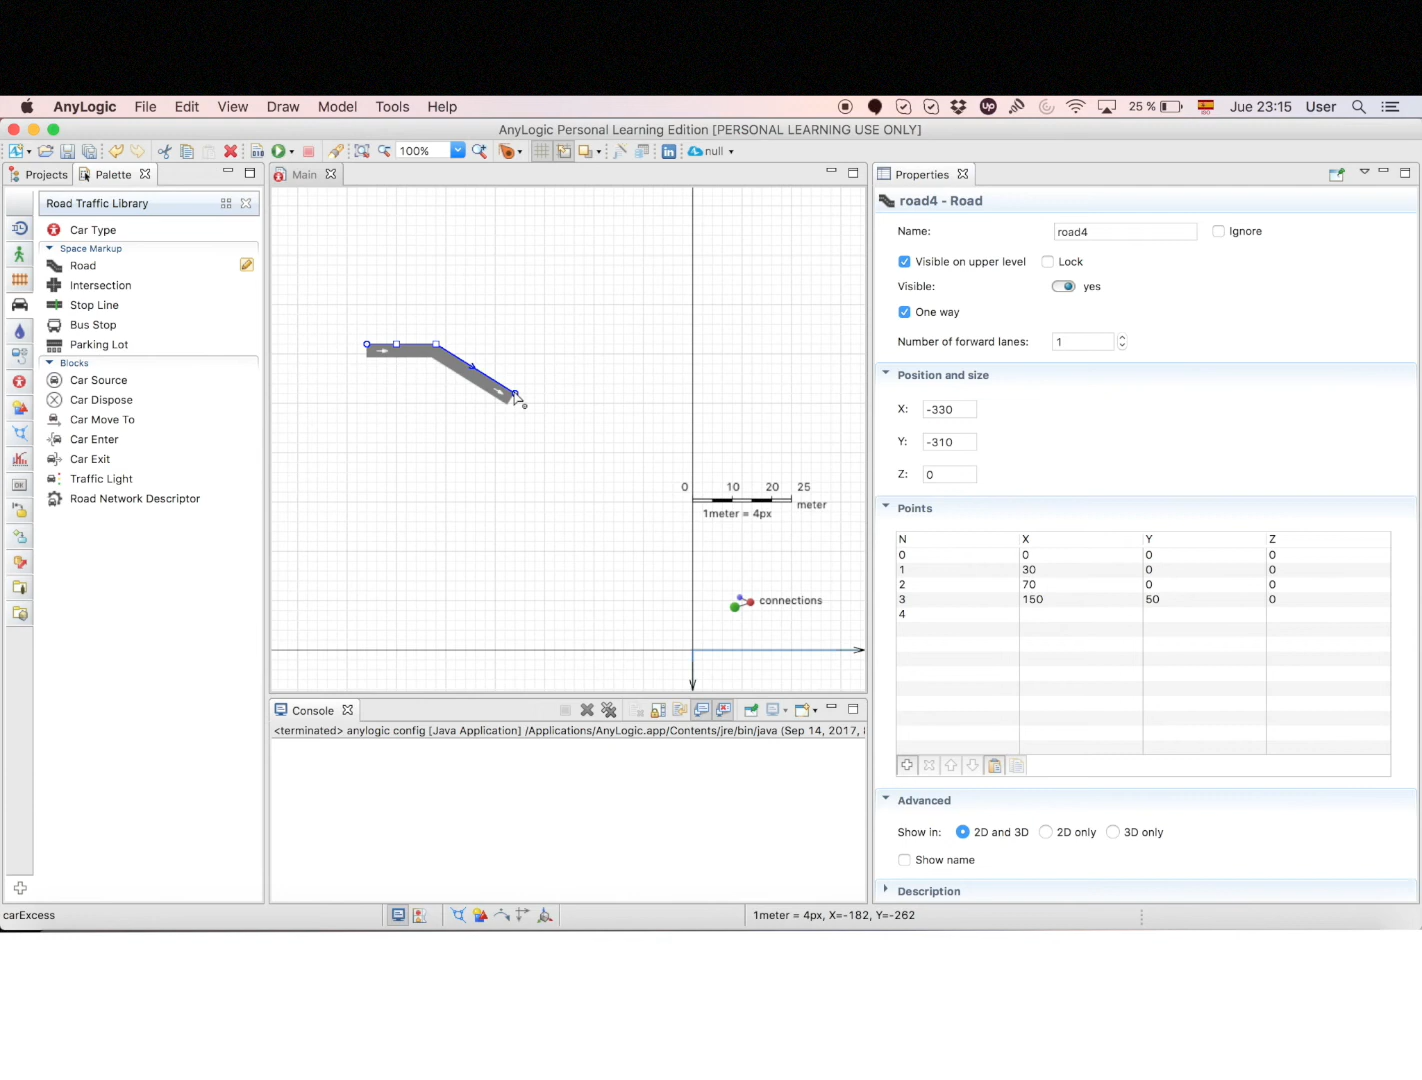 AnyLogic File Edit View Draw Model Tools Help 25 % Jue 23:15 User
AnyLogic Personal Learning Edition [PERSONAL LEARNING USE ONLY]
100% null
Projects Palette Main Properties
Road Traffic Library
Car Type
Space Markup
Road
Intersection
Stop Line
Bus Stop
Parking Lot
Blocks
Car Source
Car Dispose
Car Move To
Car Enter
Car Exit
Traffic Light
Road Network Descriptor
0 10 20 25
meter
1meter = 4px
connections
Console
<terminated> anylogic config [Java Application] /Applications/AnyLogic.app/Contents/jre/bin/java (Sep 14, 2017,
road4 - Road
Name: road4 Ignore
Visible on upper level Lock
Visible: yes
One way
Number of forward lanes: 1
Position and size
X: -330
Y: -310
Z: 0
Points
N X Y Z
0 0 0 0
1 30 0 0
2 70 0 0
3 150 50 0
4
Advanced
Show in: 2D and 3D 2D only 3D only
Show name
Description
carExcess
1meter = 4px, X=-182, Y=-262